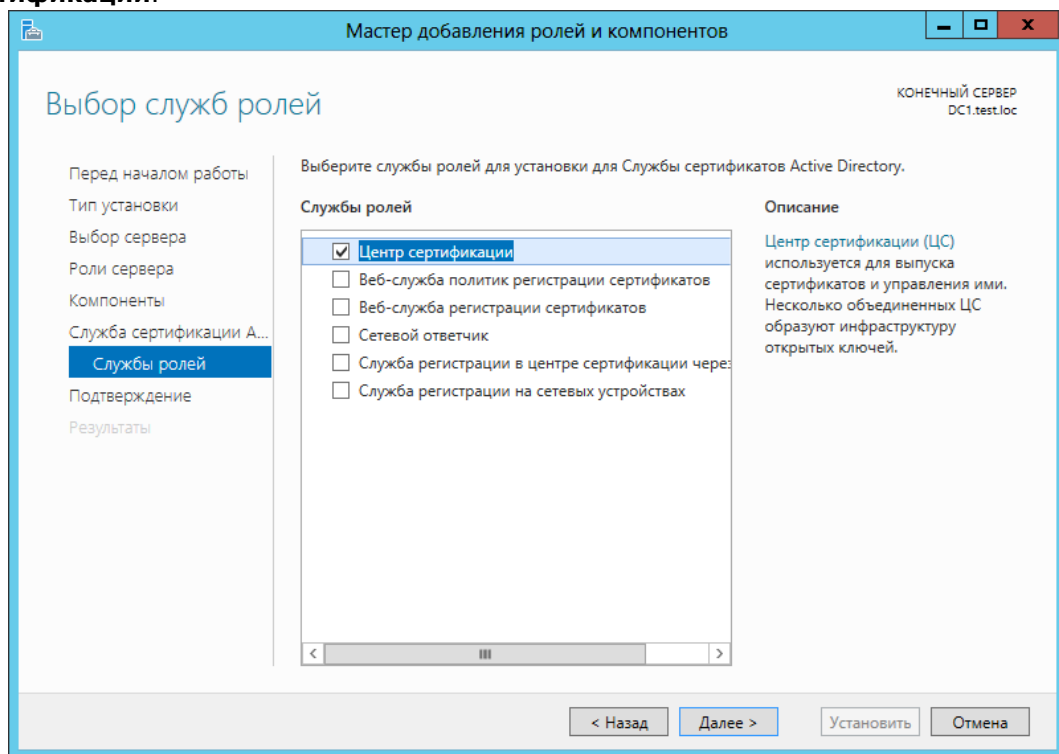 Мастер добавления ролей и компонентов
Выбор служб ролей
КОНЕЧНЫЙ СЕРВЕР
DC1.test.loc
Перед началом работы
Тип установки
Выбор сервера
Роли сервера
Компоненты
Служба сертификации A...
Службы ролей
Подтверждение
Результаты
Выберите службы ролей для установки для Службы сертификатов Active Directory.
Службы ролей
Центр сертификации
Веб-служба политик регистрации сертификатов
Веб-служба регистрации сертификатов
Сетевой ответчик
Служба регистрации в центре сертификации через
Служба регистрации на сетевых устройствах
Описание
Центр сертификации (ЦС)
используется для выпуска
сертификатов и управления ими.
Несколько объединенных ЦС
образуют инфраструктуру
открытых ключей.
< Назад
Далее >
Установить
Отмена